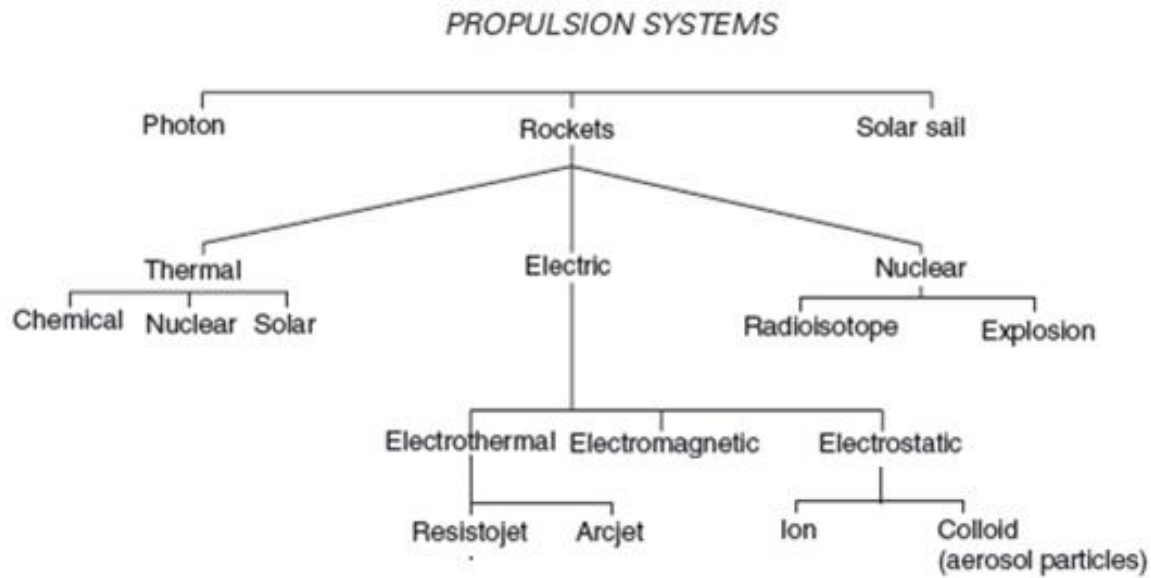 PROPULSION SYSTEMS
Photon
Rockets
Solar sail
Thermal
Electric
Nuclear
Chemical
Nuclear
Solar
Radioisotope
Explosion
Electrothermal
Electromagnetic
Electrostatic
Resistojet
Arcjet
Ion
Colloid
(aerosol particles)